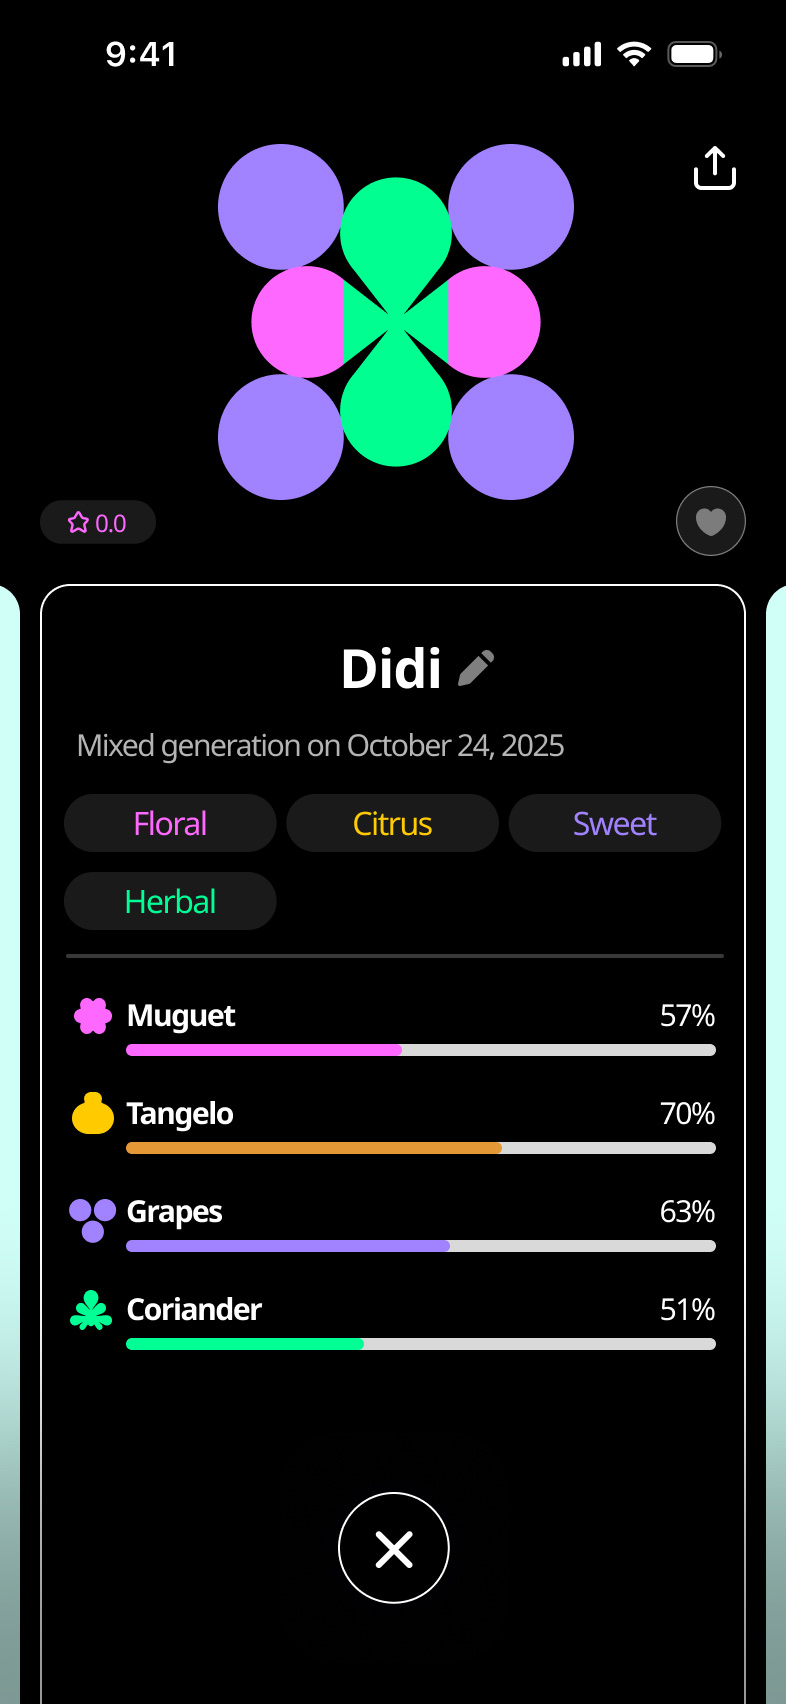 9:41
0.0
Didi
Mixed generation on October 24, 2025
Floral Citrus Sweet
Herbal
Muguet 57%
Tangelo 70%
Grapes 63%
Coriander 51%